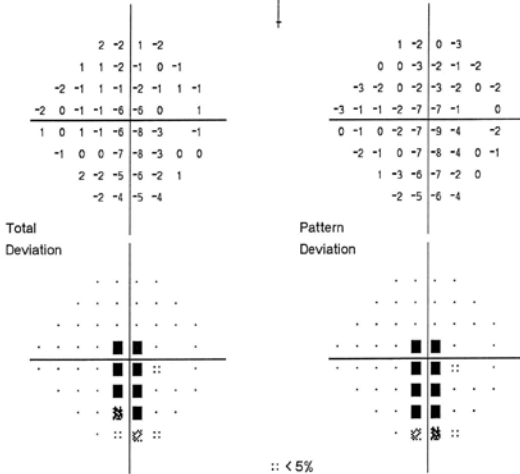 2 -2 1 -2
1 1 -2 -1 0 -1
-2 -1 1 -1 -2 -1 1 -1
-2 0 -1 -1 -6 -6 0 1
1 0 1 -1 -6 -8 -3 -1
-1 0 0 -7 -8 -3 0 0
2 -2 -5 -6 -2 1
-2 -4 -5 -4
Total
Deviation
1 -2 0 -3
0 0 -3 -2 -1 -2
-3 -2 0 -2 -3 -2 0 -2
-3 -1 -1 -2 -7 -7 -1 0
0 -1 0 -2 -7 -9 -4 -2
-2 -1 0 -7 -8 -4 0 -1
1 -3 -6 -7 -2 0
-2 -5 -6 -4
Pattern
Deviation
< 5%